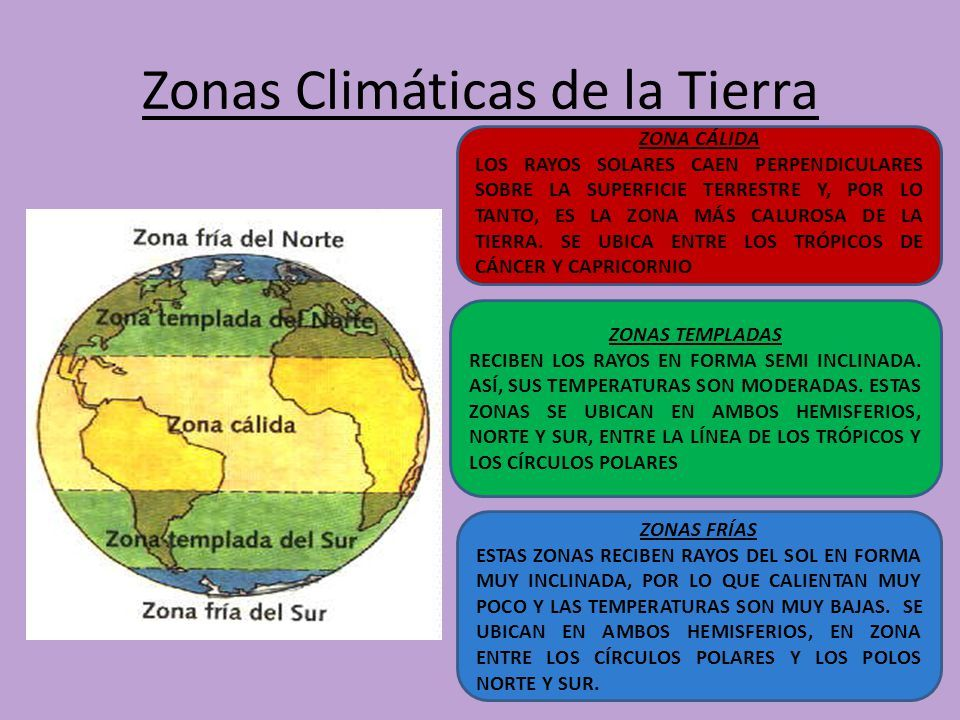 Zonas Climáticas de la Tierra
Zona fría del Norte
Zona templada del Norte
Zona cálida
Zona templada del Sur
Zona fría del Sur
ZONA CÁLIDA
LOS RAYOS SOLARES CAEN PERPENDICULARES
SOBRE LA SUPERFICIE TERRESTRE Y, POR LO
TANTO, ES LA ZONA MÁS CALUROSA DE LA
TIERRA. SE UBICA ENTRE LOS TRÓPICOS DE
CÁNCER Y CAPRICORNIO
ZONAS TEMPLADAS
RECIBEN LOS RAYOS EN FORMA SEMI INCLINADA.
ASÍ, SUS TEMPERATURAS SON MODERADAS. ESTAS
ZONAS SE UBICAN EN AMBOS HEMISFERIOS,
NORTE Y SUR, ENTRE LA LÍNEA DE LOS TRÓPICOS Y
LOS CÍRCULOS POLARES
ZONAS FRÍAS
ESTAS ZONAS RECIBEN RAYOS DEL SOL EN FORMA
MUY INCLINADA, POR LO QUE CALIENTAN MUY
POCO Y LAS TEMPERATURAS SON MUY BAJAS. SE
UBICAN EN AMBOS HEMISFERIOS, EN ZONA
ENTRE LOS CÍRCULOS POLARES Y LOS POLOS
NORTE Y SUR.